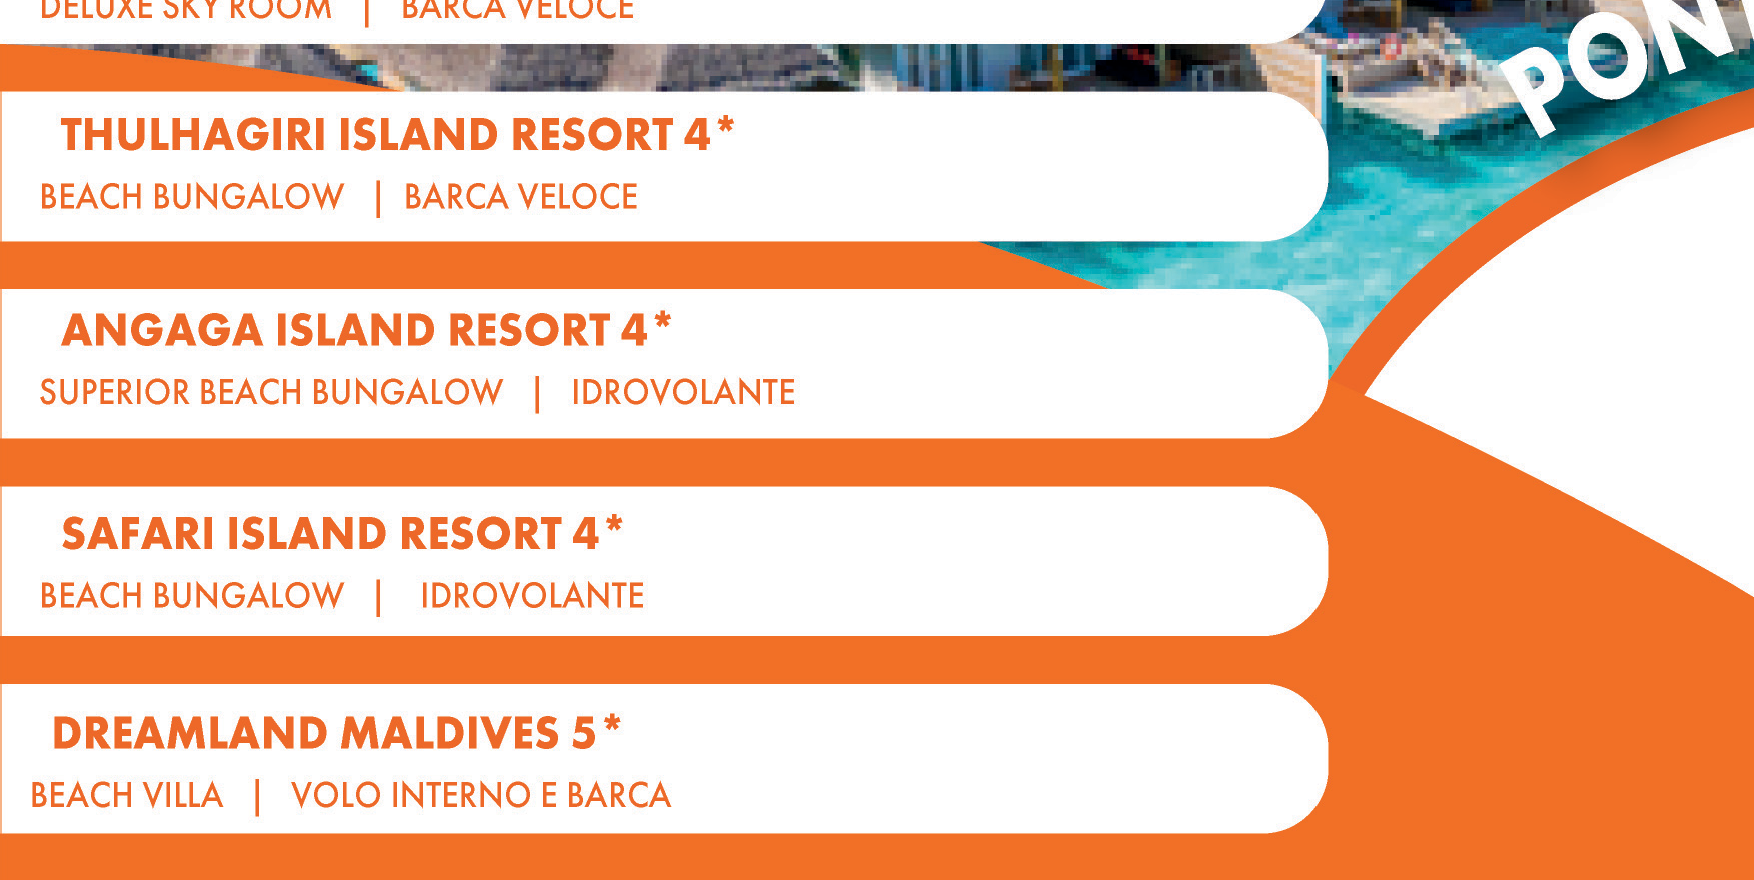 DELUXE SKY ROOM | BARCA VELOCE
THULHAGIRI ISLAND RESORT 4*
BEACH BUNGALOW | BARCA VELOCE
ANGAGA ISLAND RESORT 4*
SUPERIOR BEACH BUNGALOW | IDROVOLANTE
SAFARI ISLAND RESORT 4*
BEACH BUNGALOW | IDROVOLANTE
DREAMLAND MALDIVES 5*
BEACH VILLA | VOLO INTERNO E BARCA